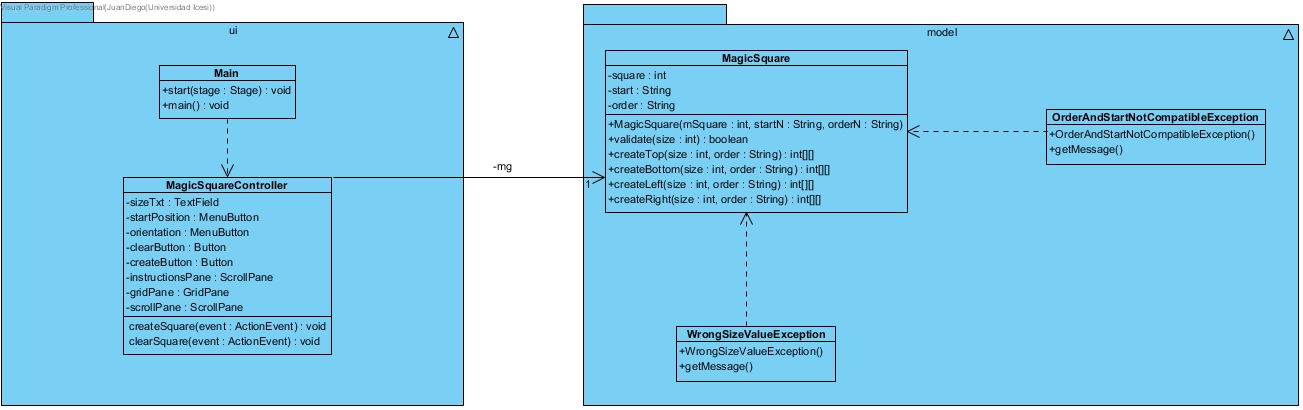 Visual Paradigm Professional(JuanDiego(Universidad Icesi))
ui
Main
+start(stage : Stage) : void
+main() : void
MagicSquareController
-sizeTxt : TextField
-startPosition : MenuButton
-orientation : MenuButton
-clearButton : Button
-createButton : Button
-instructionsPane : ScrollPane
-gridPane : GridPane
-scrollPane : ScrollPane
createSquare(event : ActionEvent) : void
clearSquare(event : ActionEvent) : void
-mg
1
model
MagicSquare
-square : int
-start : String
-order : String
+MagicSquare(mSquare : int, startN : String, orderN : String)
+validate(size : int) : boolean
+createTop(size : int, order : String) : int[][]
+createBottom(size : int, order : String) : int[][]
+createLeft(size : int, order : String) : int[][]
+createRight(size : int, order : String) : int[][]
OrderAndStartNotCompatibleException
+OrderAndStartNotCompatibleException()
+getMessage()
WrongSizeValueException
+WrongSizeValueException()
+getMessage()